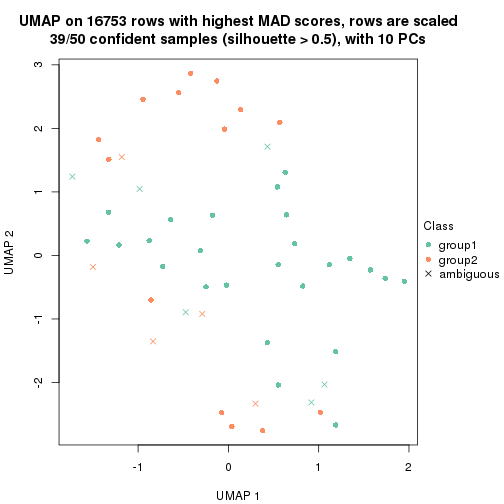 UMAP on 16753 rows with highest MAD scores, rows are scaled
39/50 confident samples (silhouette > 0.5), with 10 PCs
3
2
1
0
-1
-2
UMAP 2
-1
0
1
2
UMAP 1
Class
group1
group2
ambiguous